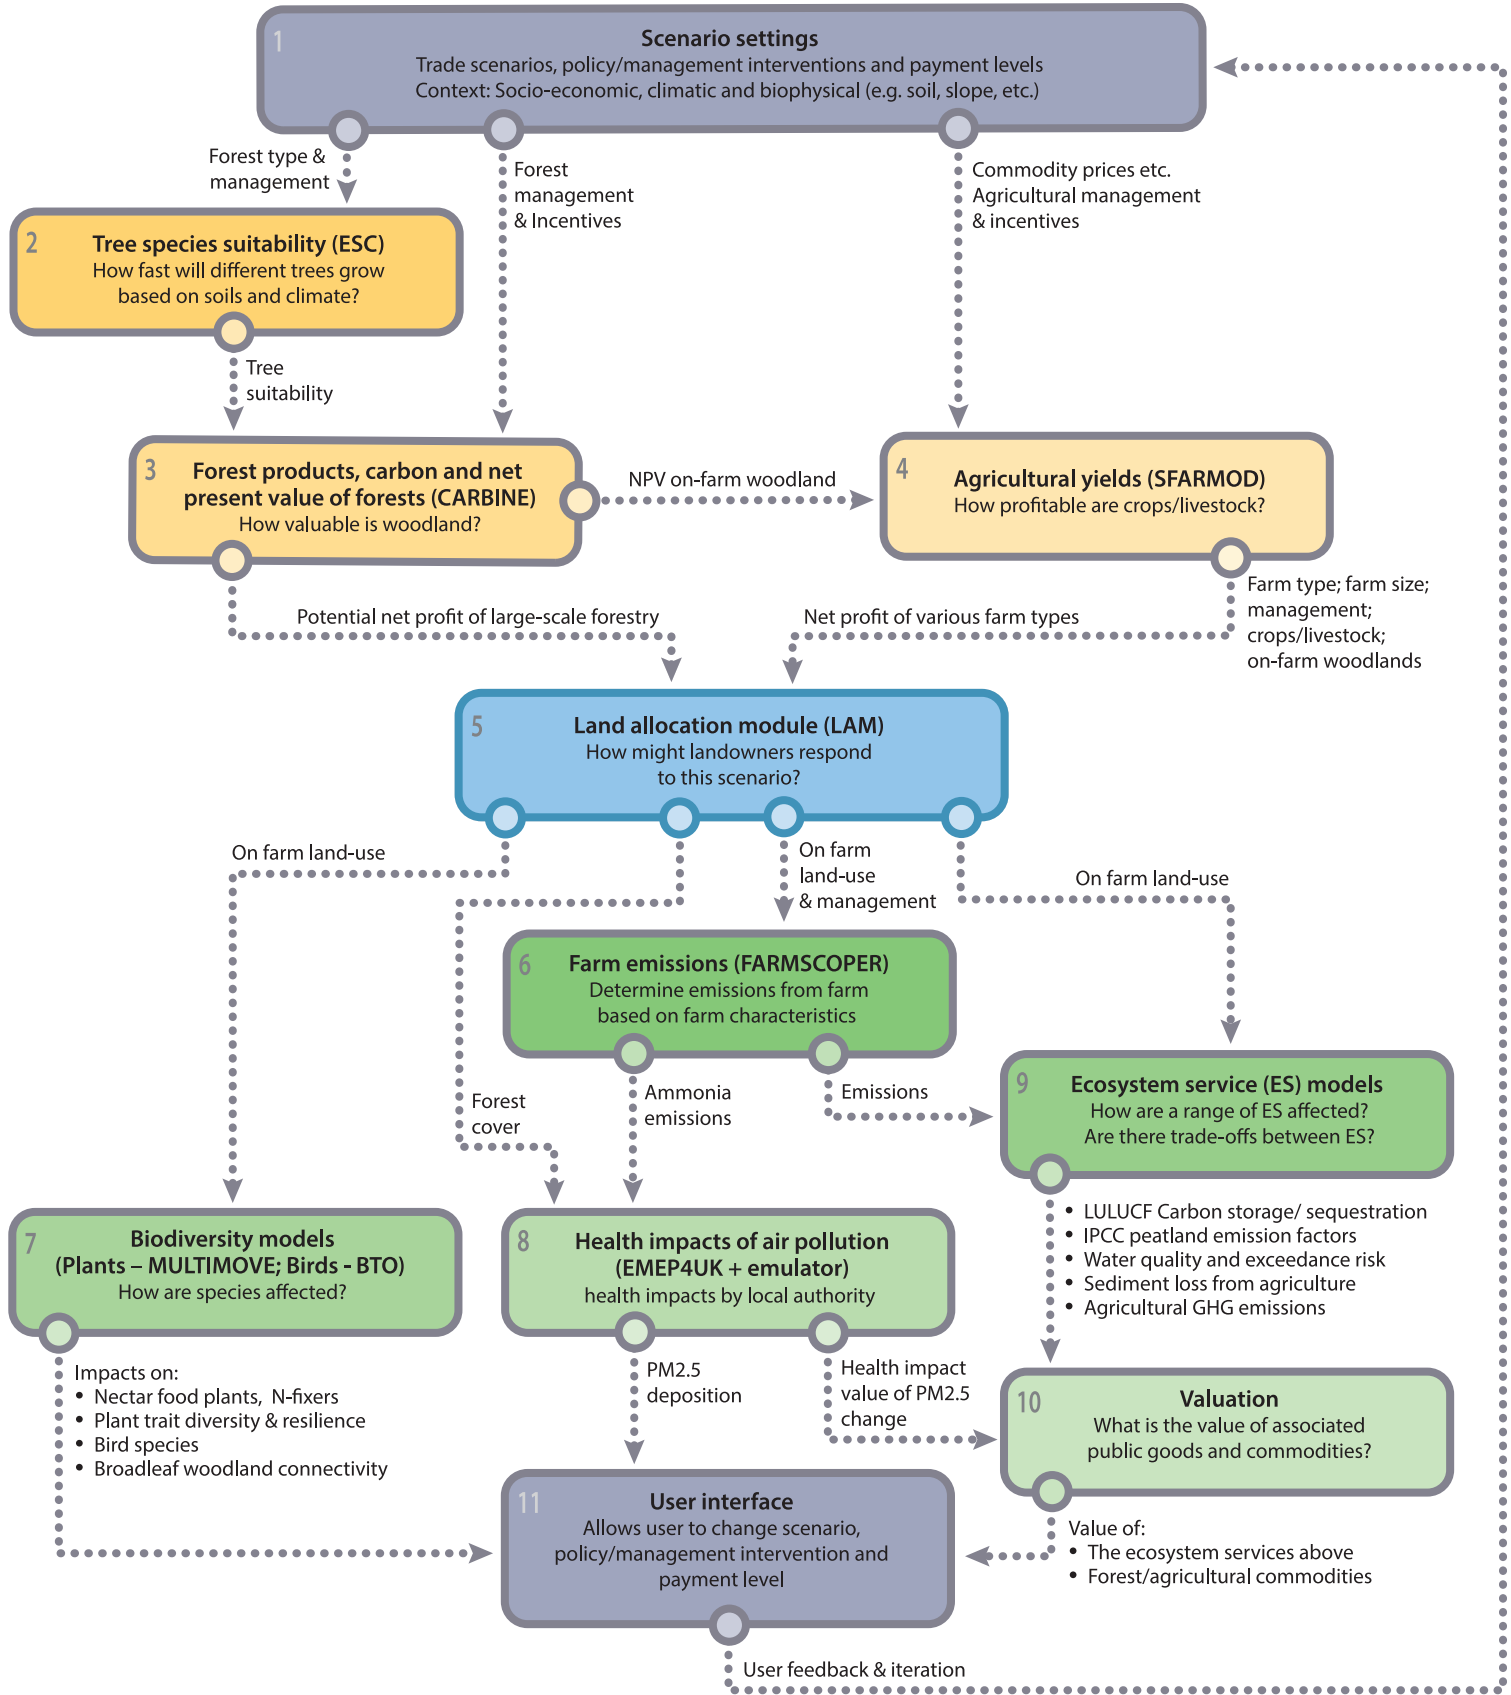 1
Scenario settings
Trade scenarios, policy/management interventions and payment levels
Context: Socio-economic, climatic and biophysical (e.g. soil, slope, etc.)
Forest type &
management
Forest
management
& Incentives
Commodity prices etc.
Agricultural management
& incentives
2
Tree species suitability (ESC)
How fast will different trees grow
based on soils and climate?
Tree
suitability
3
Forest products, carbon and net
present value of forests (CARBINE)
How valuable is woodland?
NPV on-farm woodland
4
Agricultural yields (SFARMOD)
How profitable are crops/livestock?
Potential net profit of large-scale forestry
Net profit of various farm types
Farm type; farm size;
management;
crops/livestock;
on-farm woodlands
5
Land allocation module (LAM)
How might landowners respond
to this scenario?
On farm land-use
On farm
land-use
& management
On farm land-use
6
Farm emissions (FARMSCOPER)
Determine emissions from farm
based on farm characteristics
Forest
cover
Ammonia
emissions
Emissions
9
Ecosystem service (ES) models
How are a range of ES affected?
Are there trade-offs between ES?
• LULUCF Carbon storage/ sequestration
• IPCC peatland emission factors
• Water quality and exceedance risk
• Sediment loss from agriculture
• Agricultural GHG emissions
7
Biodiversity models
(Plants – MULTIMOVE; Birds - BTO)
How are species affected?
8
Health impacts of air pollution
(EMEP4UK + emulator)
health impacts by local authority
Impacts on:
• Nectar food plants, N-fixers
• Plant trait diversity & resilience
• Bird species
• Broadleaf woodland connectivity
PM2.5
deposition
Health impact
value of PM2.5
change
10
Valuation
What is the value of associated
public goods and commodities?
11
User interface
Allows user to change scenario,
policy/management intervention and
payment level
Value of:
• The ecosystem services above
• Forest/agricultural commodities
User feedback & iteration